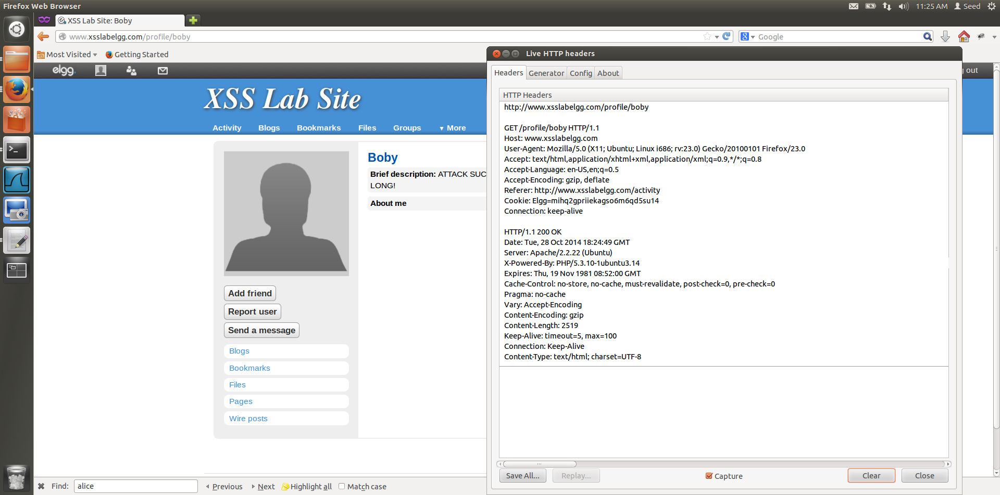 Firefox Web Browser
11:25 AM Seed
XSS Lab Site: Boby
www.xsslabelgg.com/profile/boby
Google
Most Visited
Getting Started
elgg.
out
XSS Lab Site
Activity Blogs Bookmarks Files Groups ▼ More
Boby
Brief description: ATTACK SUC
LONG!
About me
Add friend
Report user
Send a message
Blogs
Bookmarks
Files
Pages
Wire posts
Find: alice Previous Next Highlight all Match case
Live HTTP headers
Headers Generator Config About
HTTP Headers
http://www.xsslabelgg.com/profile/boby
GET /profile/boby HTTP/1.1
Host: www.xsslabelgg.com
User-Agent: Mozilla/5.0 (X11; Ubuntu; Linux i686; rv:23.0) Gecko/20100101 Firefox/23.0
Accept: text/html,application/xhtml+xml,application/xml;q=0.9,*/*;q=0.8
Accept-Language: en-US,en;q=0.5
Accept-Encoding: gzip, deflate
Referer: http://www.xsslabelgg.com/activity
Cookie: Elgg=mihq2gpriiekagso6m6qd5su14
Connection: keep-alive
HTTP/1.1 200 OK
Date: Tue, 28 Oct 2014 18:24:49 GMT
Server: Apache/2.2.22 (Ubuntu)
X-Powered-By: PHP/5.3.10-1ubuntu3.14
Expires: Thu, 19 Nov 1981 08:52:00 GMT
Cache-Control: no-store, no-cache, must-revalidate, post-check=0, pre-check=0
Pragma: no-cache
Vary: Accept-Encoding
Content-Encoding: gzip
Content-Length: 2519
Keep-Alive: timeout=5, max=100
Connection: Keep-Alive
Content-Type: text/html; charset=UTF-8
Save All... Replay... Capture Clear Close